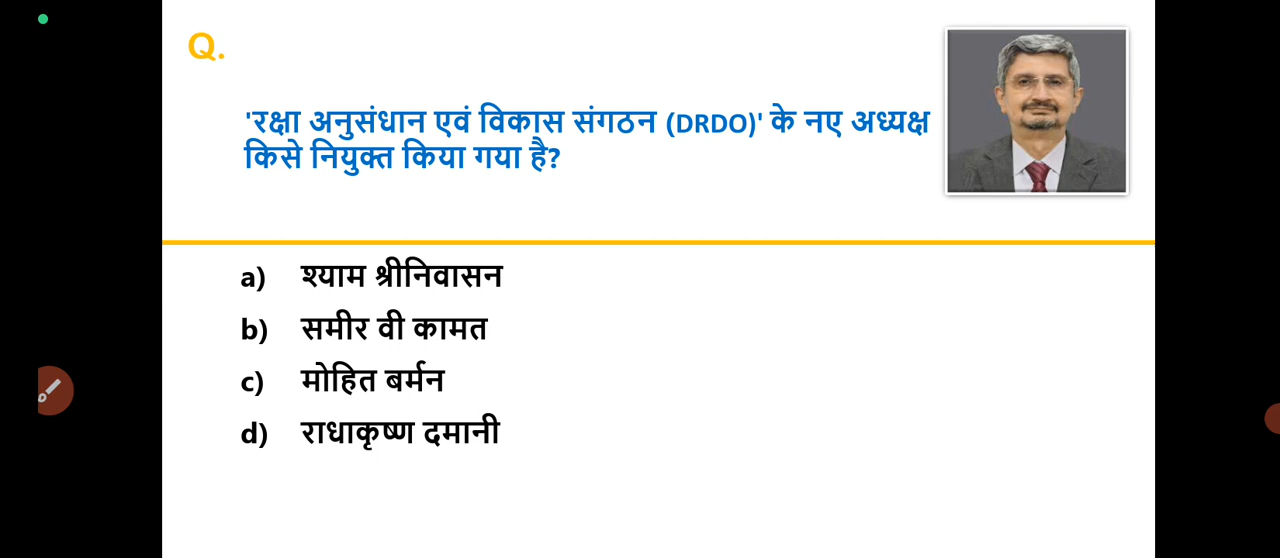 Q.
'रक्षा अनुसंधान एवं विकास संगठन (DRDO)' के नए अध्यक्ष
किसे नियुक्त किया गया है?
a) श्याम श्रीनिवासन
b) समीर वी कामत
c) मोहित बर्मन
d) राधाकृष्ण दमानी